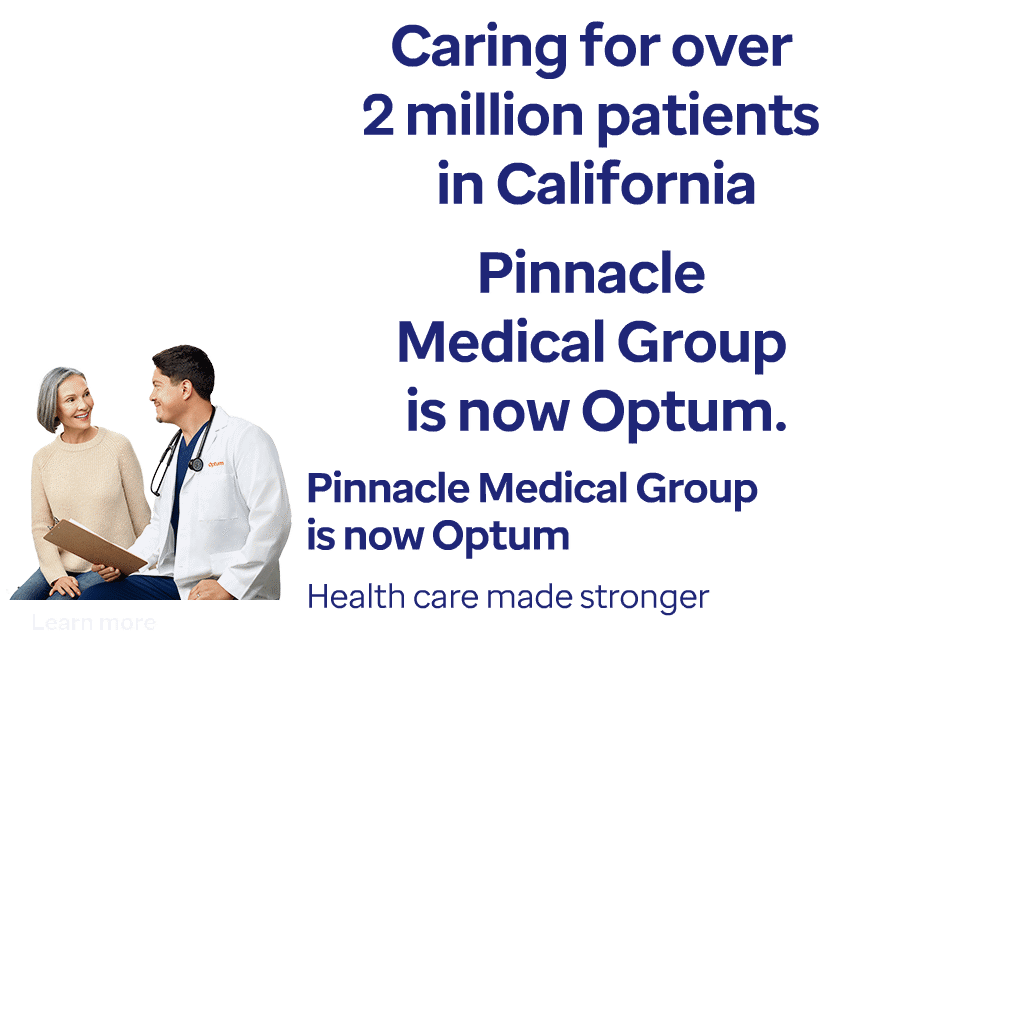 Caring for over
2 million patients
in California
Pinnacle
Medical Group
is now Optum.
Optum
Pinnacle Medical Group
is now Optum
Health care made stronger
Learn more